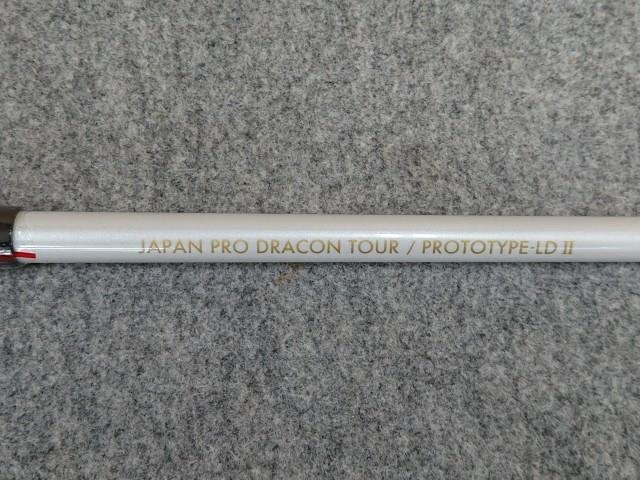 JAPAN PRO DRACON TOUR / PROTOTYPE-LD II